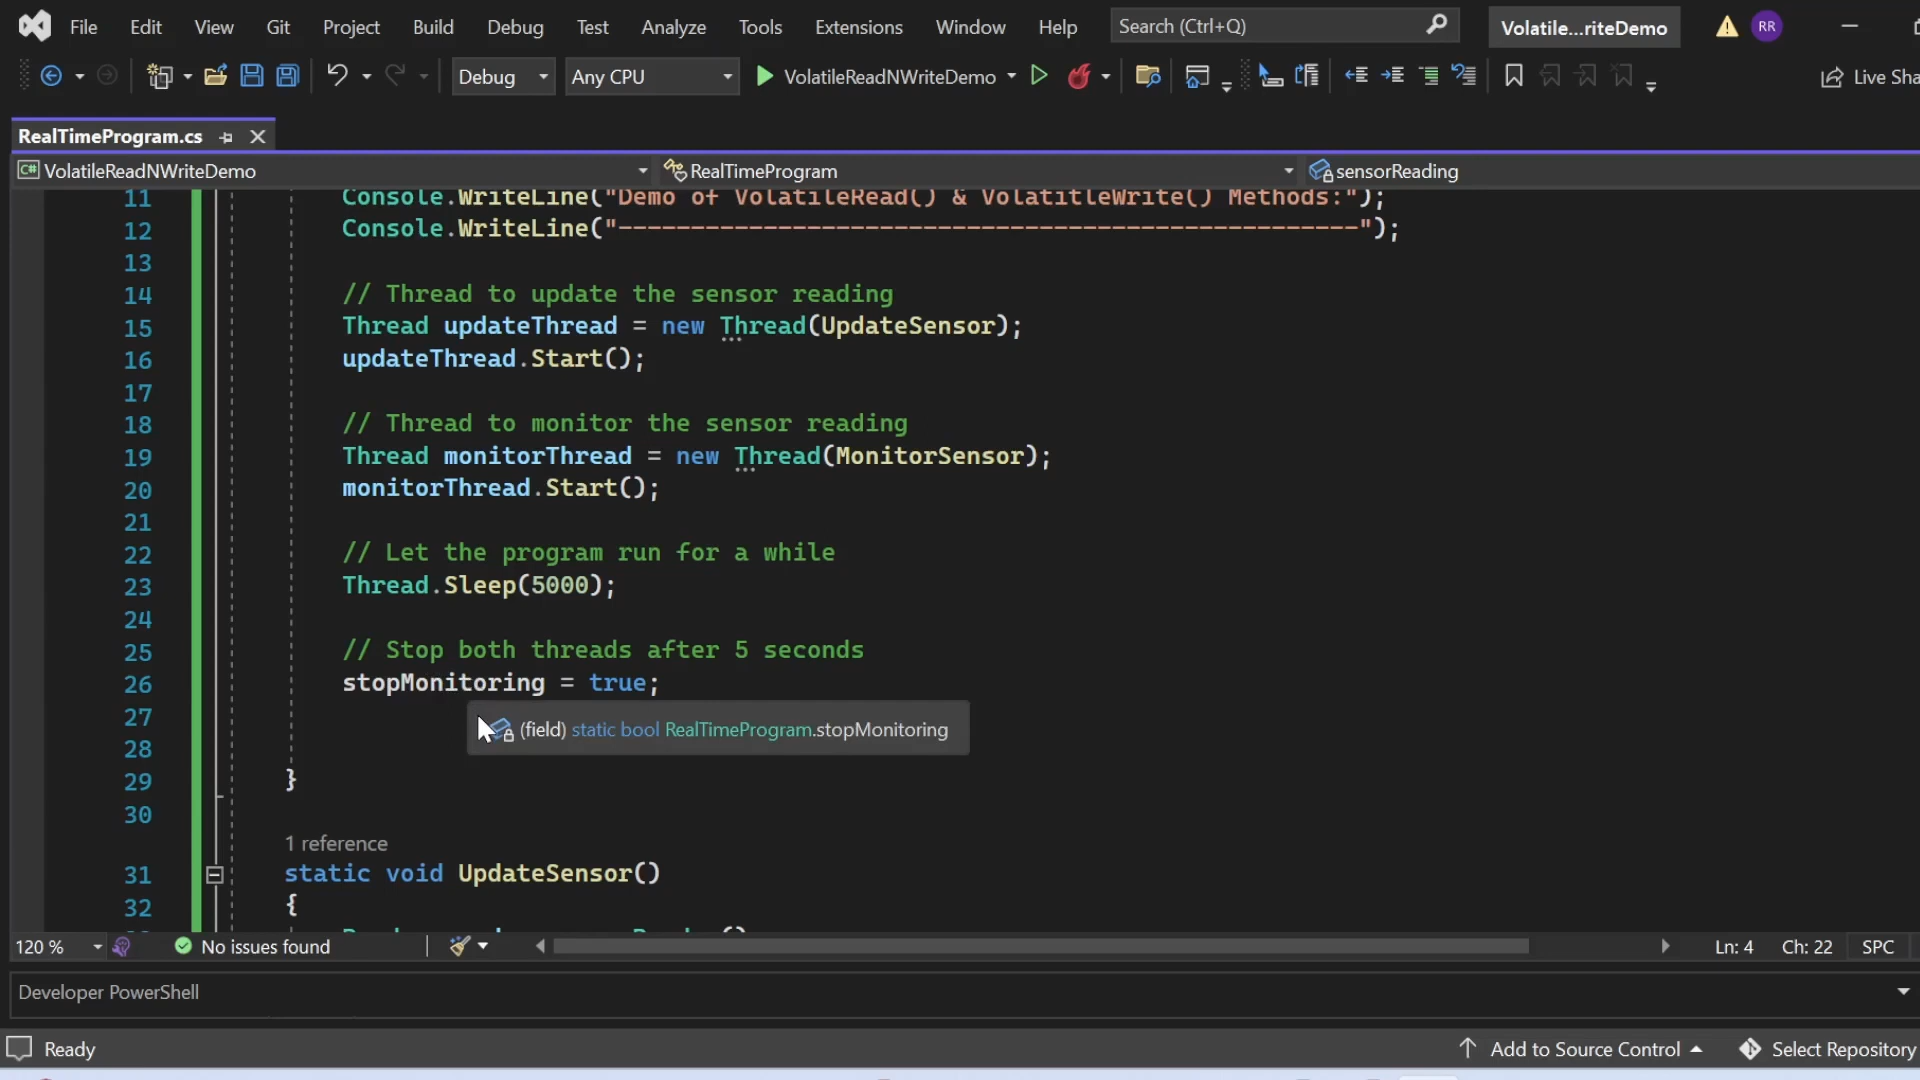 File Edit View Git Project Build Debug Test Analyze Tools Extensions Window Help Search (Ctrl+Q) Volatile...riteDemo RR
Debug Any CPU VolatileReadNWriteDemo Live Sha
RealTimeProgram.cs
C# VolatileReadNWriteDemo RealTimeProgram sensorReading
11 Console.WriteLine("Demo of VolatileRead() & VolatitleWrite() Methods:");
12 Console.WriteLine("---------------------------------------------------");
13
14 // Thread to update the sensor reading
15 Thread updateThread = new Thread(UpdateSensor);
16 updateThread.Start();
17
18 // Thread to monitor the sensor reading
19 Thread monitorThread = new Thread(MonitorSensor);
20 monitorThread.Start();
21
22 // Let the program run for a while
23 Thread.Sleep(5000);
24
25 // Stop both threads after 5 seconds
26 stopMonitoring = true;
27 (field) static bool RealTimeProgram.stopMonitoring
28
29 }
30
1 reference
31 static void UpdateSensor()
32 {
120 % No issues found Ln: 4 Ch: 22 SPC
Developer PowerShell
Ready Add to Source Control Select Repository